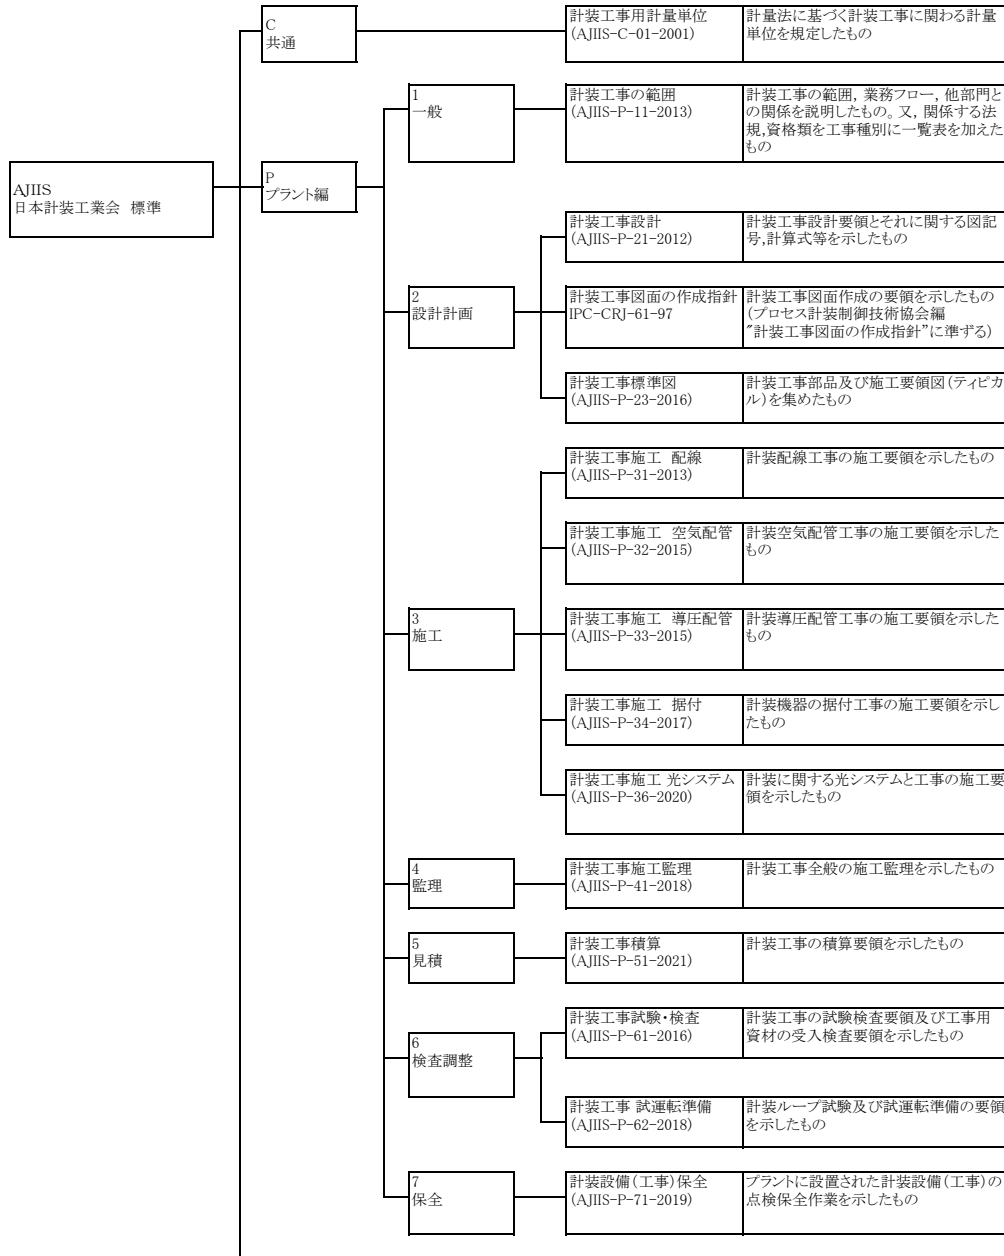 C
共通
計装工事用計量単位
(AJIIS-C-01-2001)
計量法に基づく計装工事に関わる計量
単位を規定したもの
1
一般
計装工事の範囲
(AJIIS-P-11-2013)
計装工事の範囲, 業務フロー, 他部門と
の関係を説明したもの。又, 関係する法
規,資格類を工事種別に一覧表を加えた
もの
AJIIS
日本計装工業会 標準
P
プラント編
計装工事設計
(AJIIS-P-21-2012)
計装工事設計要領とそれに関する図記
号,計算式等を示したもの
2
設計計画
計装工事図面の作成指針
IPC-CRJ-61-97
計装工事図面作成の要領を示したもの
(プロセス計装制御技術協会編
"計装工事図面の作成指針"に準ずる)
計装工事標準図
(AJIIS-P-23-2016)
計装工事部品及び施工要領図(ティピカ
ル)を集めたもの
計装工事施工 配線
(AJIIS-P-31-2013)
計装配線工事の施工要領を示したもの
計装工事施工 空気配管
(AJIIS-P-32-2015)
計装空気配管工事の施工要領を示した
もの
3
施工
計装工事施工 導圧配管
(AJIIS-P-33-2015)
計装導圧配管工事の施工要領を示した
もの
計装工事施工 据付
(AJIIS-P-34-2017)
計装機器の据付工事の施工要領を示し
たもの
計装工事施工 光システム
(AJIIS-P-36-2020)
計装に関する光システムと工事の施工要
領を示したもの
4
監理
計装工事施工監理
(AJIIS-P-41-2018)
計装工事全般の施工監理を示したもの
5
見積
計装工事積算
(AJIIS-P-51-2021)
計装工事の積算要領を示したもの
6
検査調整
計装工事試験・検査
(AJIIS-P-61-2016)
計装工事の試験検査要領及び工事用
資材の受入検査要領を示したもの
計装工事 試運転準備
(AJIIS-P-62-2018)
計装ループ試験及び試運転準備の要領
を示したもの
7
保全
計装設備(工事)保全
(AJIIS-P-71-2019)
プラントに設置された計装設備(工事)の
点検保全作業を示したもの